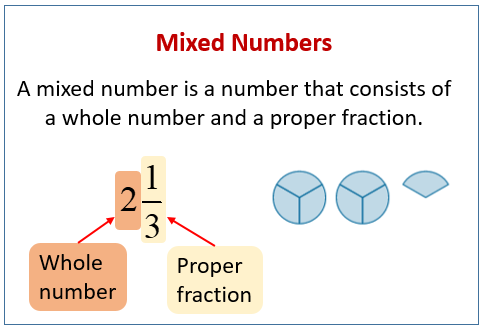 Mixed Numbers
A mixed number is a number that consists of
a whole number and a proper fraction.
2 1/3
Whole
number
Proper
fraction